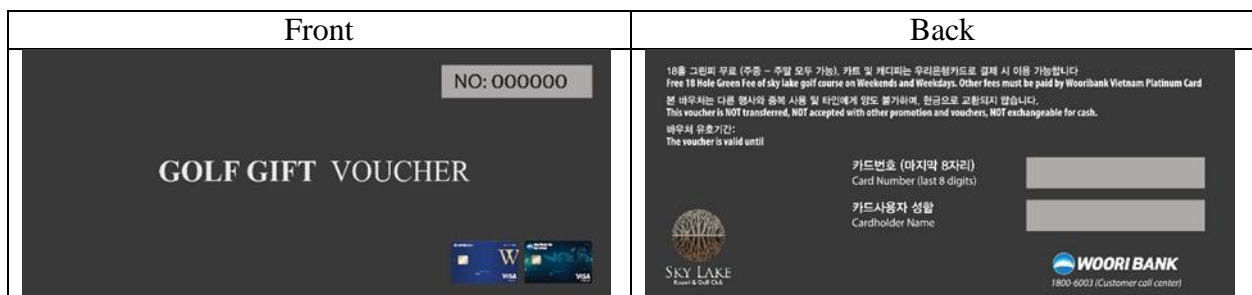 Front
Back
NO: 000000
GOLF GIFT VOUCHER
W
VISA
VISA
18홀 그린피 무료 (주중 – 주말 모두 가능), 카트 및 캐디피는 우리은행카드로 결제 시 이용 가능합니다
Free 18 Hole Green Fee of sky lake golf course on Weekends and Weekdays. Other fees must be paid by Wooribank Vietnam Platinum Card
본 바우처는 다른 행사와 중복 사용 및 타인에게 양도 불가하며, 현금으로 교환되지 않습니다.
This voucher is NOT transferred, NOT accepted with other promotion and vouchers, NOT exchangeable for cash.
바우처 유효기간:
The voucher is valid until
카드번호 (마지막 8자리)
Card Number (last 8 digits)
카드사용자 성함
Cardholder Name
SKY LAKE
Resort & Golf Club
WOORI BANK
1800-6003 (Customer call center)